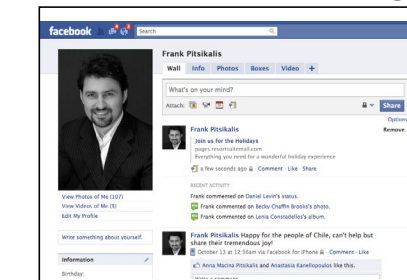 facebook
Search
Frank Pitsikalis
Wall Info Photos Boxes Video +
What's on your mind?
Attach:
Share
Options
Frank Pitsikalis
Remove
Join us for the Holidays
pages.resortsuitemail.com
Everything you need for a wonderful holiday experience
a few seconds ago · Comment · Like · Share
RECENT ACTIVITY
Frank commented on Daniel Levin's status.
Frank commented on Becky Chaffin Brooks's photo.
Frank commented on Lenia Constadellos's album.
View Photos of Me (107)
View Videos of Me (3)
Edit My Profile
Write something about yourself.
Information
Birthday:
Frank Pitsikalis Happy for the people of Chile, can't help but
share their tremendous joy!
October 13 at 12:36am via Facebook for iPhone · Comment · Like
Anna Macina Pitsikalis and Anastasia Kanellopoulos like this.
Write a comment...